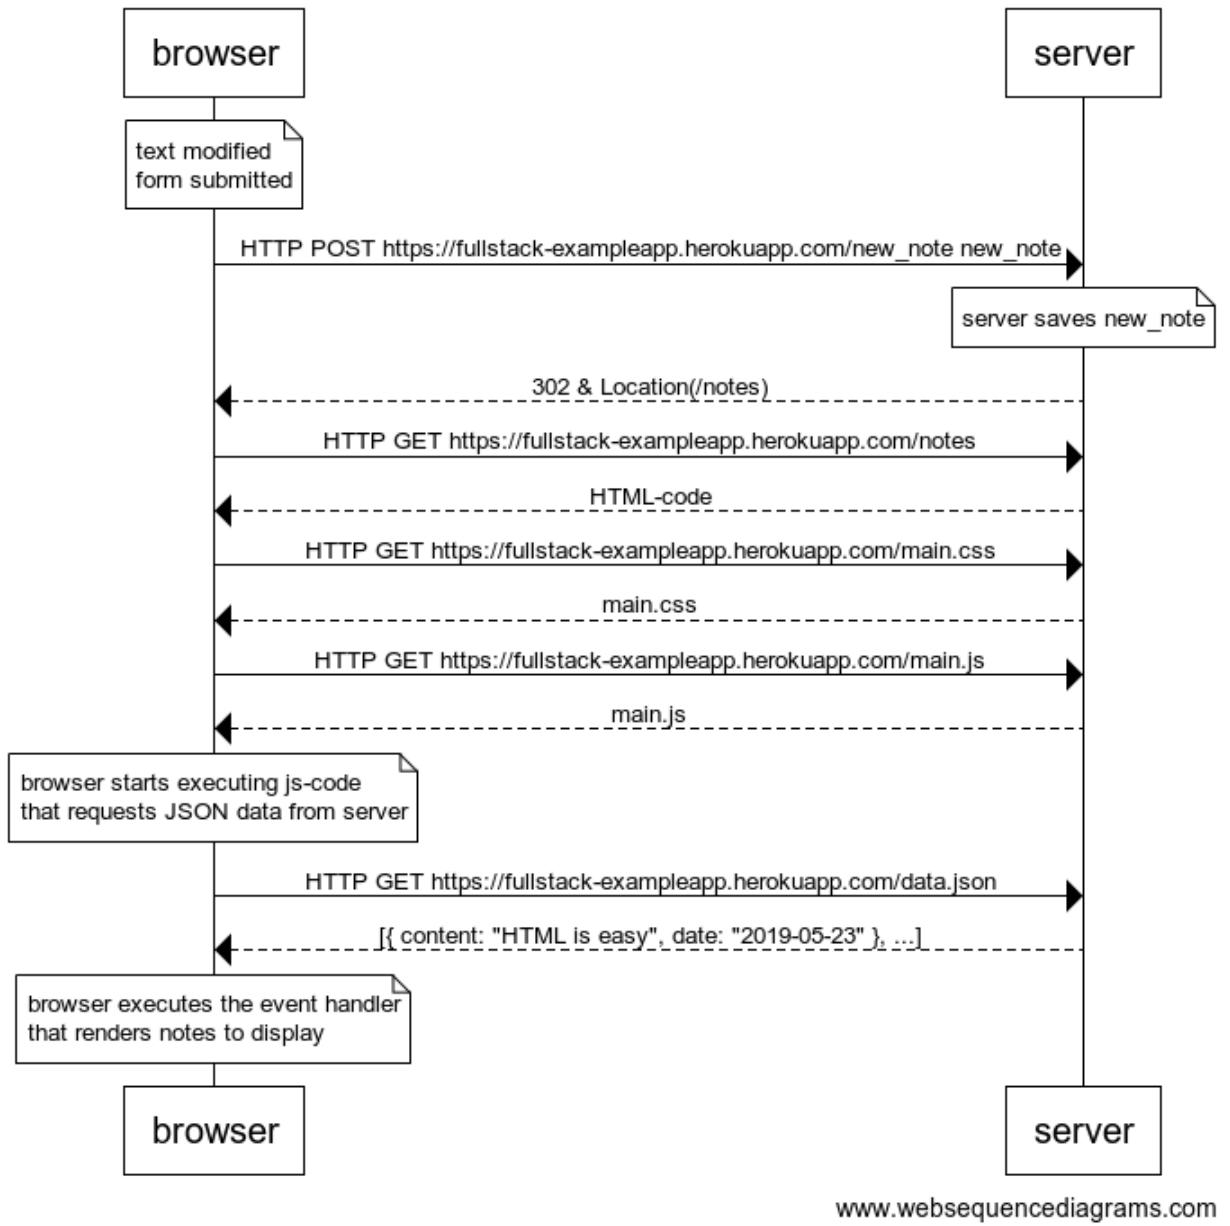 browser
server
text modified
form submitted
HTTP POST https://fullstack-exampleapp.herokuapp.com/new_note new_note
server saves new_note
302 & Location(/notes)
HTTP GET https://fullstack-exampleapp.herokuapp.com/notes
HTML-code
HTTP GET https://fullstack-exampleapp.herokuapp.com/main.css
main.css
HTTP GET https://fullstack-exampleapp.herokuapp.com/main.js
main.js
browser starts executing js-code
that requests JSON data from server
HTTP GET https://fullstack-exampleapp.herokuapp.com/data.json
[{ content: "HTML is easy", date: "2019-05-23" }, ...]
browser executes the event handler
that renders notes to display
browser
server
www.websequencediagrams.com